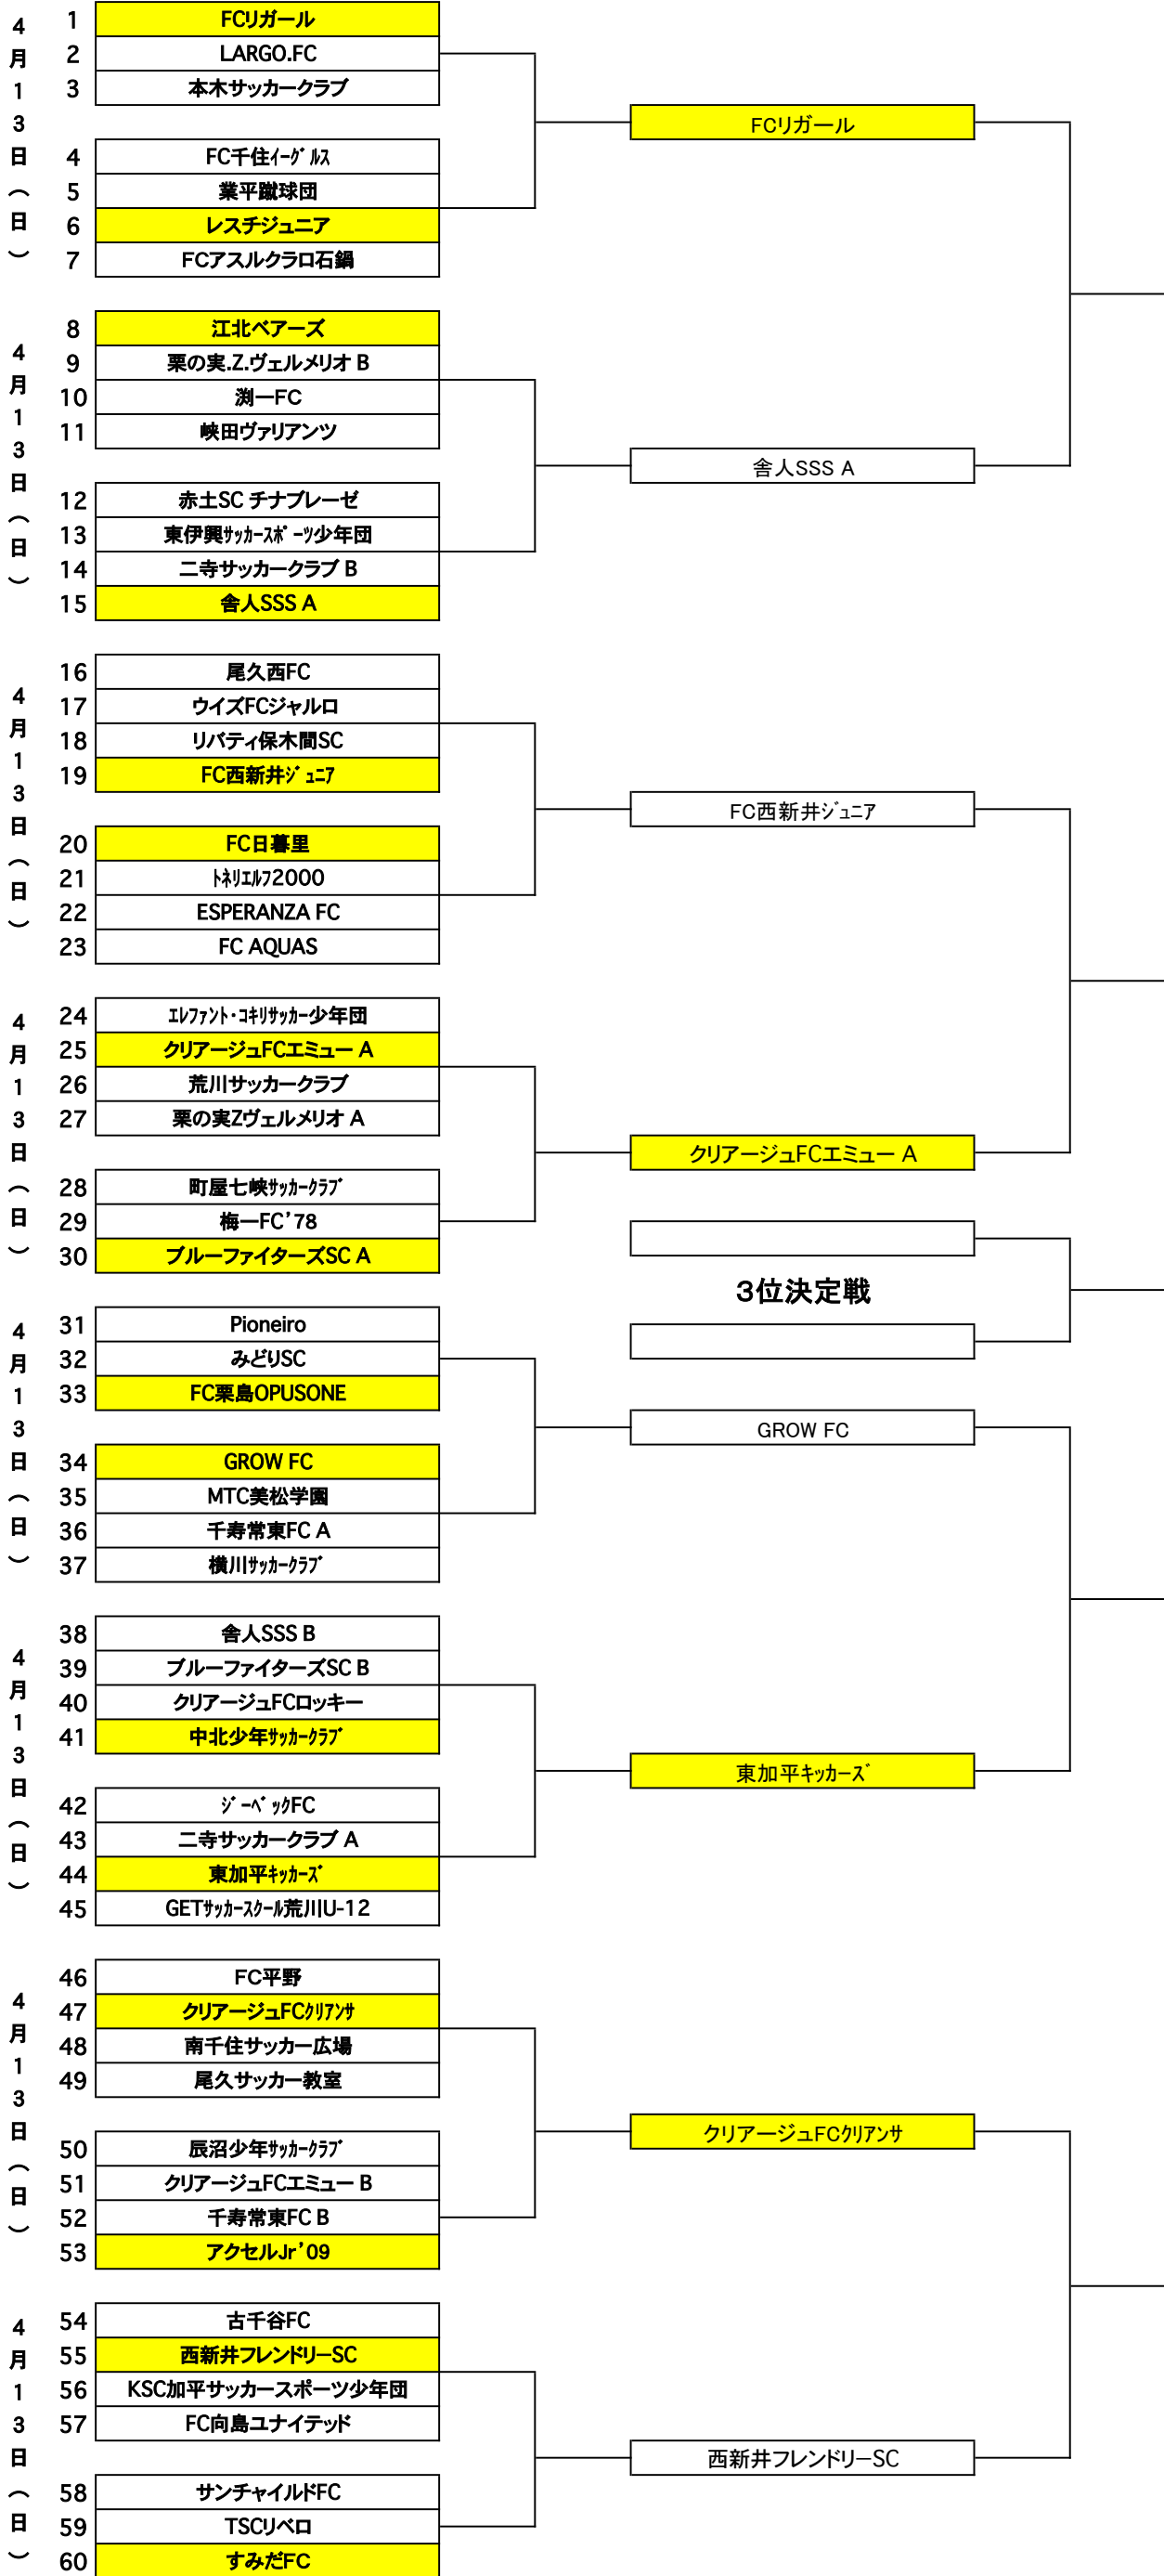 4月13日（日）
1 FCリガール
2 LARGO.FC
3 本木サッカークラブ
FCリガール
4 FC千住ｲｰｸﾞﾙｽ
5 業平蹴球団
6 レスチジュニア
7 FCアスルクラロ石鍋
4月13日（日）
8 江北ベアーズ
9 栗の実.Z.ヴェルメリオ B
10 渕一FC
11 峡田ヴァリアンツ
舎人SSS A
12 赤土SC チナブレーゼ
13 東伊興ｻｯｶｰｽﾎﾟｰﾂ少年団
14 二寺サッカークラブ B
15 舎人SSS A
4月13日（日）
16 尾久西FC
17 ウイズFCジャルロ
18 リバティ保木間SC
19 FC西新井ｼﾞｭﾆｱ
FC西新井ｼﾞｭﾆｱ
20 FC日暮里
21 ﾄﾈﾘｴﾙﾌ2000
22 ESPERANZA FC
23 FC AQUAS
4月13日（日）
24 ｴﾚﾌｧﾝﾄ･ｺｷﾘｻｯｶｰ少年団
25 クリアージュFCエミュー A
26 荒川サッカークラブ
27 栗の実Zヴェルメリオ A
クリアージュFCエミュー A
28 町屋七峡ｻｯｶｰｸﾗﾌﾞ
29 梅一FC’78
30 ブルーファイターズSC A
3位決定戦
4月13日（日）
31 Pioneiro
32 みどりSC
33 FC栗島OPUSONE
GROW FC
34 GROW FC
35 MTC美松学園
36 千寿常東FC A
37 横川ｻｯｶｰｸﾗﾌﾞ
4月13日（日）
38 舎人SSS B
39 ブルーファイターズSC B
40 クリアージュFCロッキー
41 中北少年ｻｯｶｰｸﾗﾌﾞ
東加平ｷｯｶｰｽﾞ
42 ｼﾞｰﾍﾞｯｸFC
43 二寺サッカークラブ A
44 東加平ｷｯｶｰｽﾞ
45 GETｻｯｶｰｽｸｰﾙ荒川U-12
4月13日（日）
46 FC平野
47 クリアージュFCｸﾘｱﾝｻ
48 南千住サッカー広場
49 尾久サッカー教室
クリアージュFCｸﾘｱﾝｻ
50 辰沼少年ｻｯｶｰｸﾗﾌﾞ
51 クリアージュFCエミュー B
52 千寿常東FC B
53 アクセルJr’09
4月13日（日）
54 古千谷FC
55 西新井フレンドリーSC
56 KSC加平サッカースポーツ少年団
57 FC向島ユナイテッド
西新井フレンドリーSC
58 サンチャイルドFC
59 TSCリベロ
60 すみだFC